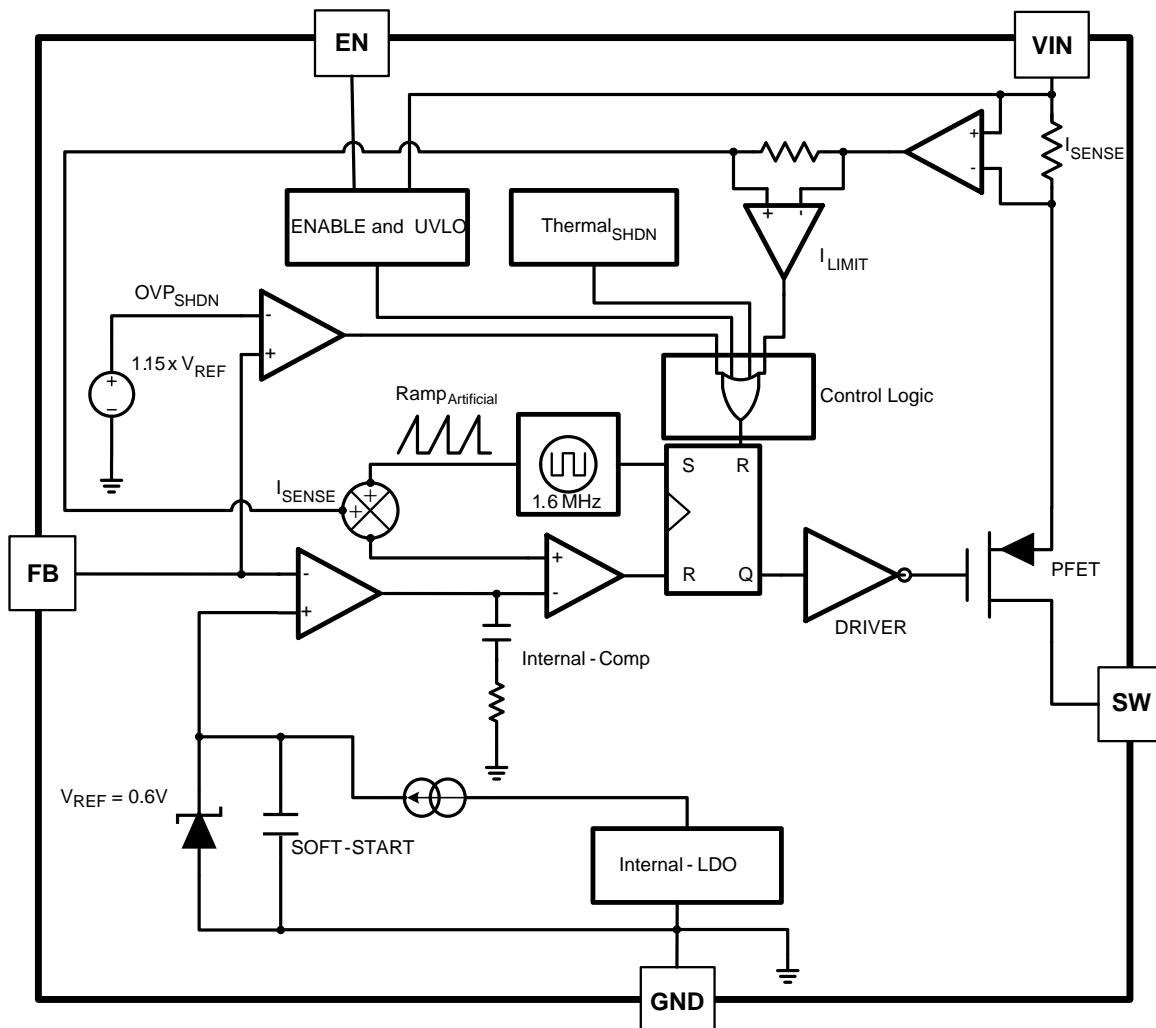 EN
VIN
+
-
ISENSE
ENABLE and UVLO
ThermalSHDN
+ -
ILIMIT
OVPSHDN
-
+
1.15 x VREF
+
–
Control Logic
RampArtificial
S R
1.6 MHz
ISENSE
+
+
FB
-
+
+
-
R Q
PFET
DRIVER
Internal - Comp
SW
VREF = 0.6V
SOFT-START
Internal - LDO
GND